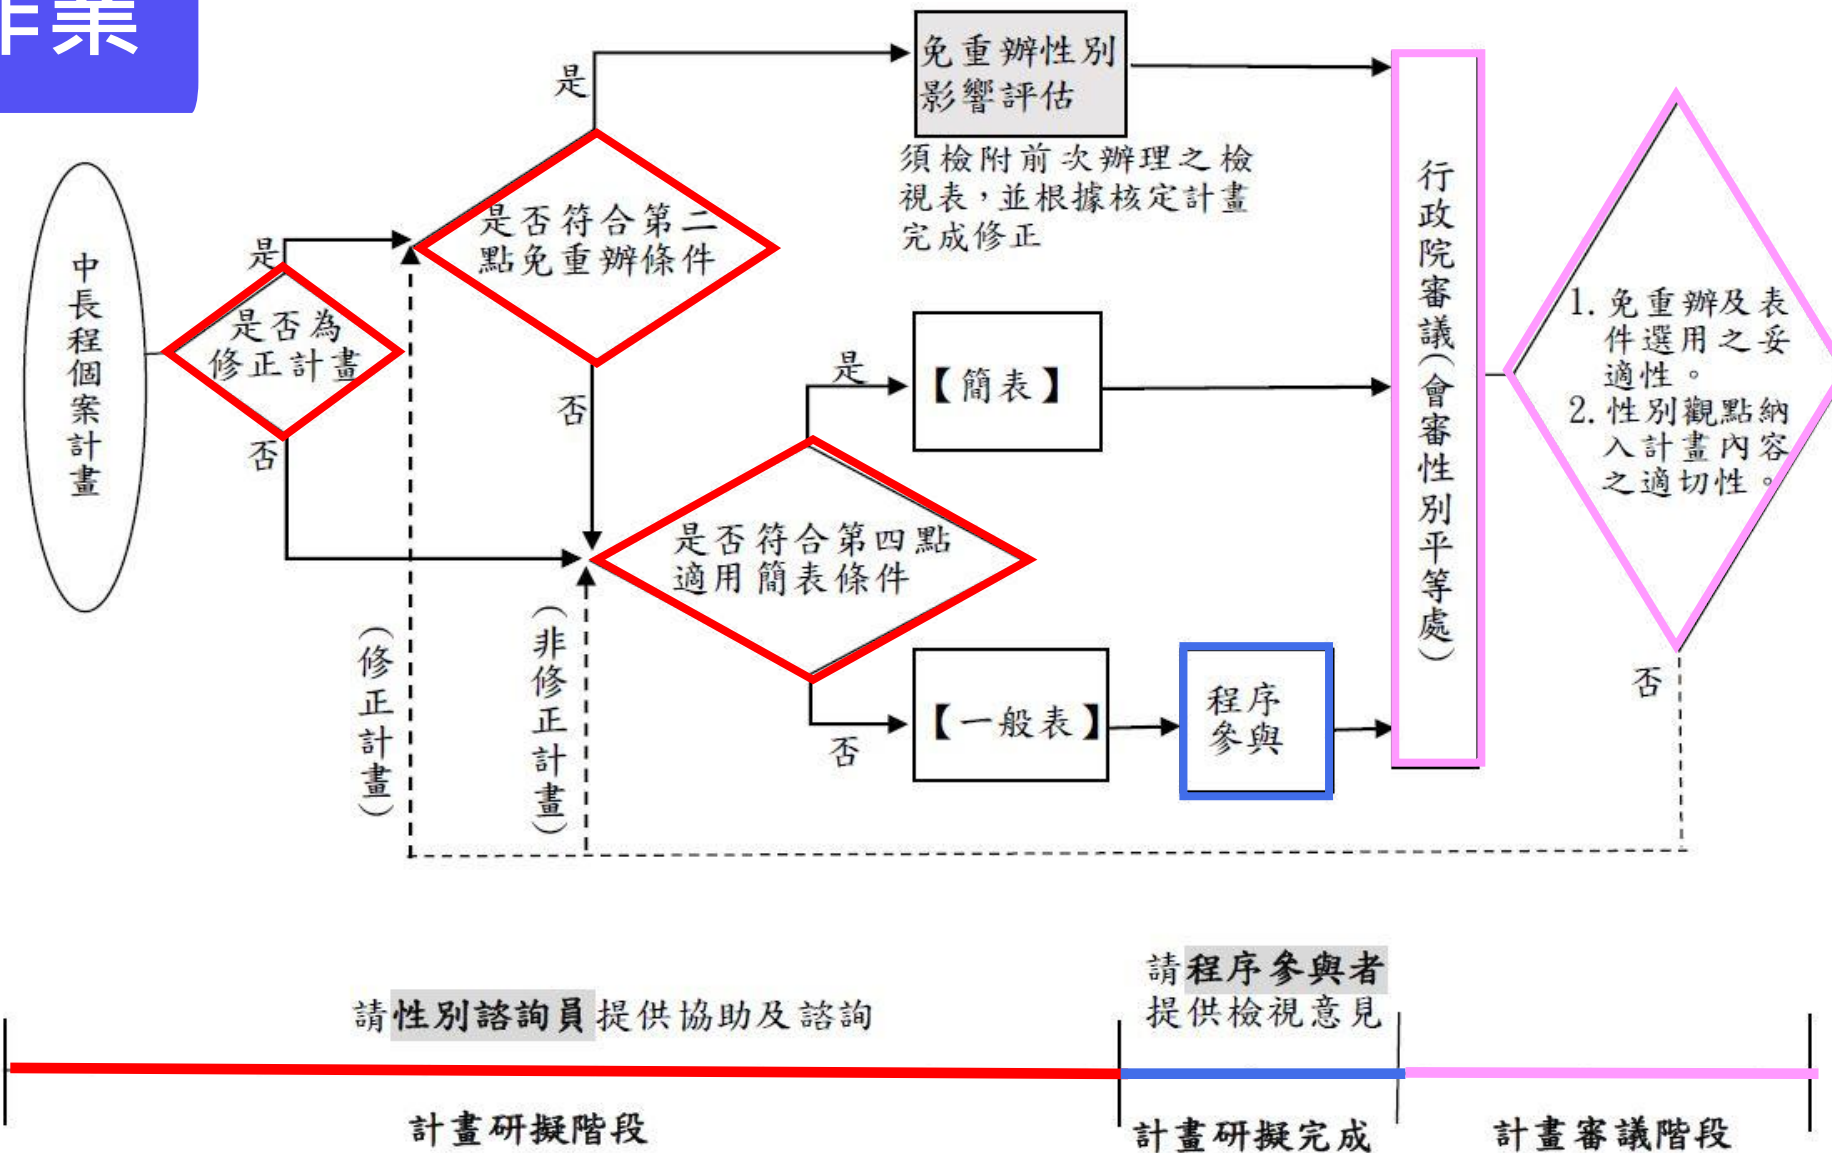 作業
中長程個案計畫
是
是否為
修正計畫
否
是
是否符合第二
點免重辦條件
否
免重辦性別
影響評估
須檢附前次辦理之檢
視表，並根據核定計畫
完成修正
是
【簡表】
是否符合第四點
適用簡表條件
否
【一般表】
程序
參與
行政院審議(會審性別平等處)
1. 免重辦及表
件選用之妥
適性。
2. 性別觀點納
入計畫內容
之適切性。
否
(修正計畫)
(非修正計畫)
請性別諮詢員提供協助及諮詢
請程序參與者
提供檢視意見
計畫研擬階段
計畫研擬完成
計畫審議階段